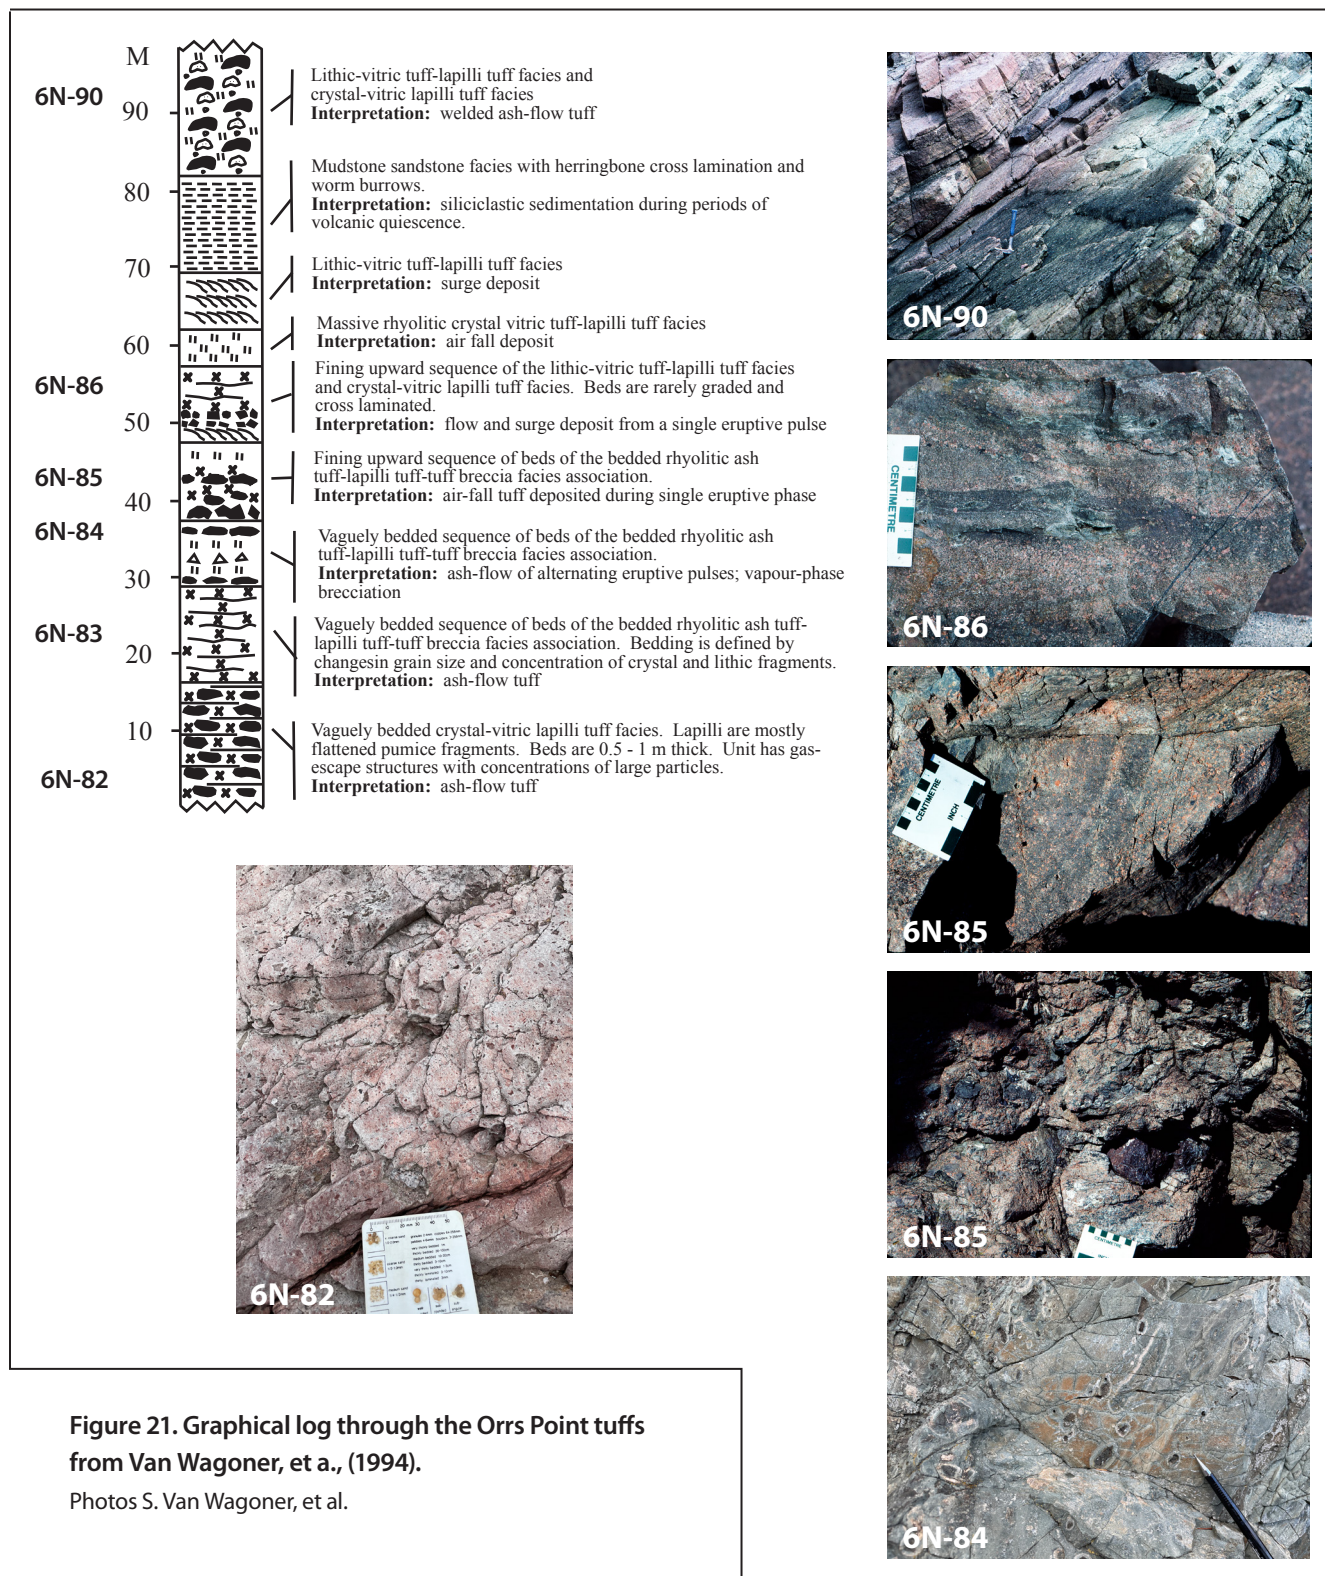 M
6N-90
90
80
70
60
6N-86
50
6N-85
40
6N-84
30
6N-83
20
10
6N-82
Lithic-vitric tuff-lapilli tuff facies and
crystal-vitric lapilli tuff facies
Interpretation: welded ash-flow tuff
Mudstone sandstone facies with herringbone cross lamination and
worm burrows.
Interpretation: siliciclastic sedimentation during periods of
volcanic quiescence.
Lithic-vitric tuff-lapilli tuff facies
Interpretation: surge deposit
Massive rhyolitic crystal vitric tuff-lapilli tuff facies
Interpretation: air fall deposit
Fining upward sequence of the lithic-vitric tuff-lapilli tuff facies
and crystal-vitric lapilli tuff facies. Beds are rarely graded and
cross laminated.
Interpretation: flow and surge deposit from a single eruptive pulse
Fining upward sequence of beds of the bedded rhyolitic ash
tuff-lapilli tuff-tuff breccia facies association.
Interpretation: air-fall tuff deposited during single eruptive phase
Vaguely bedded sequence of beds of the bedded rhyolitic ash
tuff-lapilli tuff-tuff breccia facies association.
Interpretation: ash-flow of alternating eruptive pulses; vapour-phase
brecciation
Vaguely bedded sequence of beds of the bedded rhyolitic ash tuff-
lapilli tuff-tuff breccia facies association. Bedding is defined by
changesin grain size and concentration of crystal and lithic fragments.
Interpretation: ash-flow tuff
Vaguely bedded crystal-vitric lapilli tuff facies. Lapilli are mostly
flattened pumice fragments. Beds are 0.5 - 1 m thick. Unit has gas-
escape structures with concentrations of large particles.
Interpretation: ash-flow tuff
6N-90
CENTIMETRE
6N-86
CENTIMETRE
INCH
6N-85
CENTIMETRE
6N-85
6N-84
6N-82
Figure 21. Graphical log through the Orrs Point tuffs
from Van Wagoner, et a., (1994).
Photos S. Van Wagoner, et al.